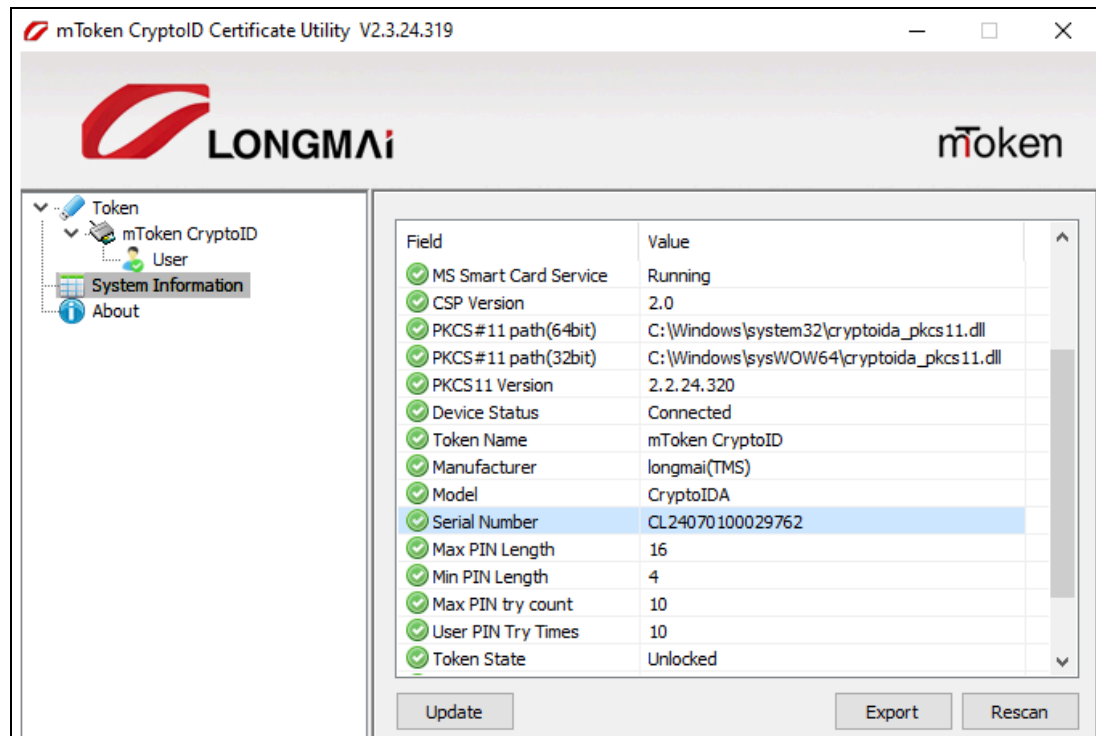 mToken CryptoID Certificate Utility V2.3.24.319
LONGMAi
mToken
Token
mToken CryptoID
User
System Information
About
Field Value
MS Smart Card Service Running
CSP Version 2.0
PKCS#11 path(64bit) C:\Windows\system32\cryptoida_pkcs11.dll
PKCS#11 path(32bit) C:\Windows\sysWOW64\cryptoida_pkcs11.dll
PKCS11 Version 2.2.24.320
Device Status Connected
Token Name mToken CryptoID
Manufacturer longmai(TMS)
Model CryptoIDA
Serial Number CL24070100029762
Max PIN Length 16
Min PIN Length 4
Max PIN try count 10
User PIN Try Times 10
Token State Unlocked
Update Export Rescan